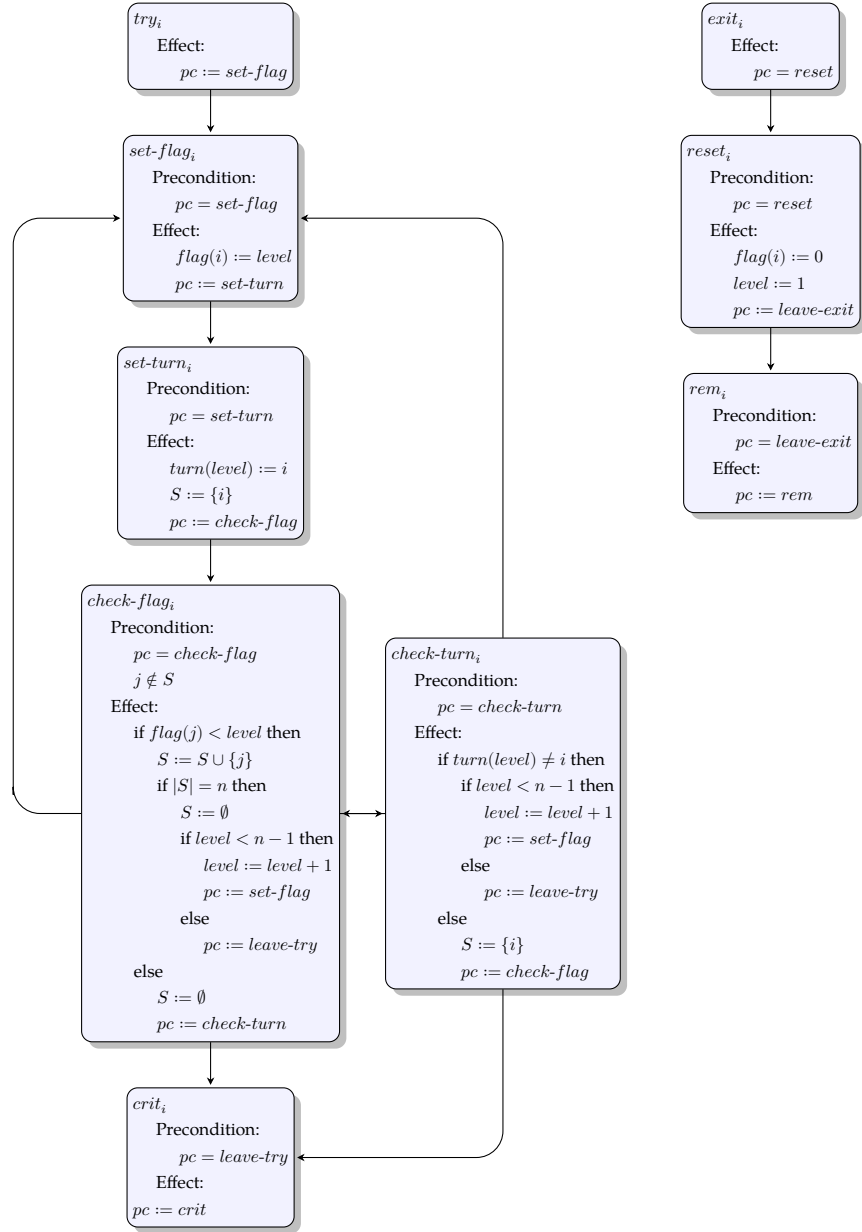 try_i
Effect:
pc := set-flag
set-flag_i
Precondition:
pc = set-flag
Effect:
flag(i) := level
pc := set-turn
set-turn_i
Precondition:
pc = set-turn
Effect:
turn(level) := i
S := {i}
pc := check-flag
check-flag_i
Precondition:
pc = check-flag
j ∉ S
Effect:
if flag(j) < level then
S := S ∪ {j}
if |S| = n then
S := ∅
if level < n − 1 then
level := level + 1
pc := set-flag
else
pc := leave-try
else
S := ∅
pc := check-turn
check-turn_i
Precondition:
pc = check-turn
Effect:
if turn(level) ≠ i then
if level < n − 1 then
level := level + 1
pc := set-flag
else
pc := leave-try
else
S := {i}
pc := check-flag
crit_i
Precondition:
pc = leave-try
Effect:
pc := crit
exit_i
Effect:
pc = reset
reset_i
Precondition:
pc = reset
Effect:
flag(i) := 0
level := 1
pc := leave-exit
rem_i
Precondition:
pc = leave-exit
Effect:
pc := rem